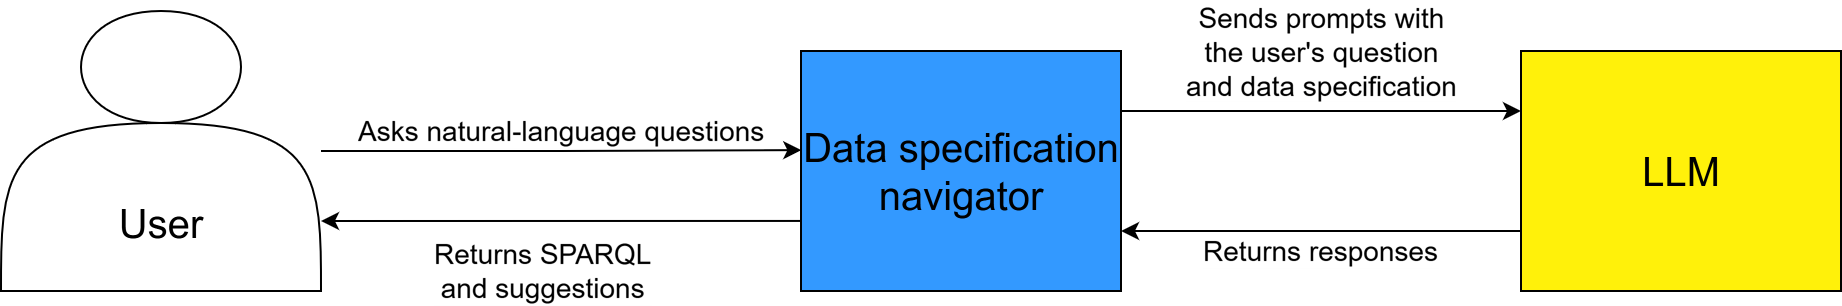 User
Asks natural-language questions
Returns SPARQL
and suggestions
Data specification
navigator
Sends prompts with
the user's question
and data specification
Returns responses
LLM